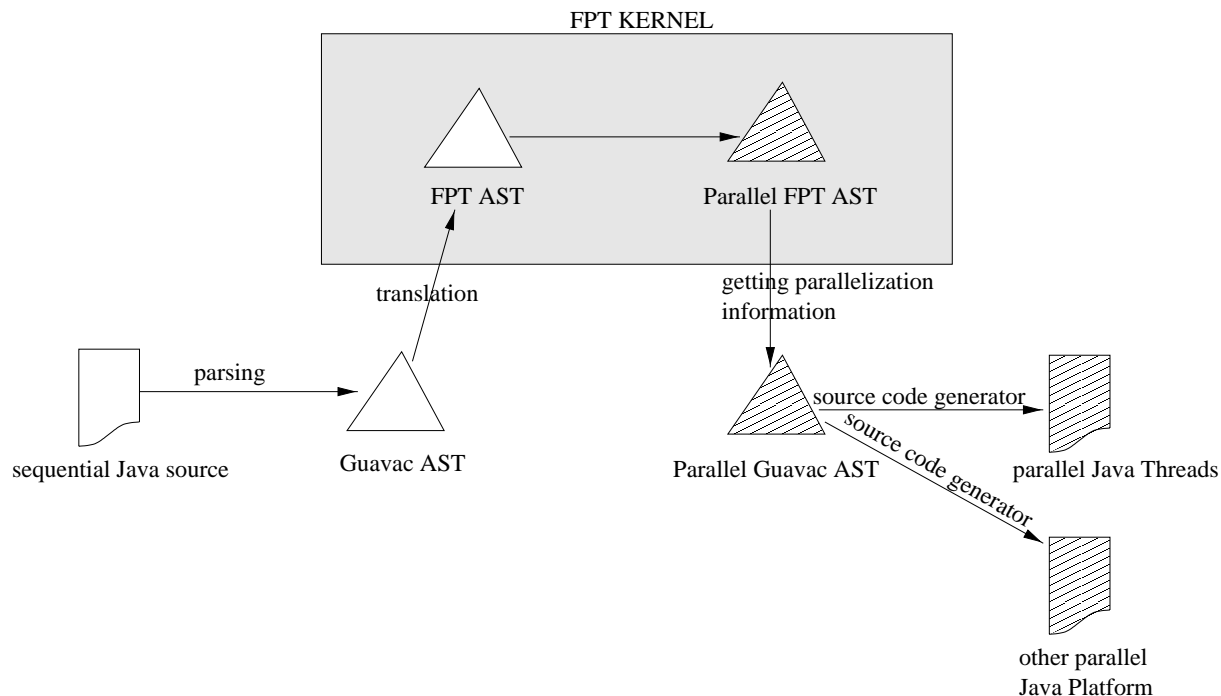 FPT KERNEL
FPT AST
Parallel FPT AST
translation
getting parallelization
information
parsing
source code generator
source code generator
sequential Java source
Guavac AST
Parallel Guavac AST
parallel Java Threads
other parallel
Java Platform